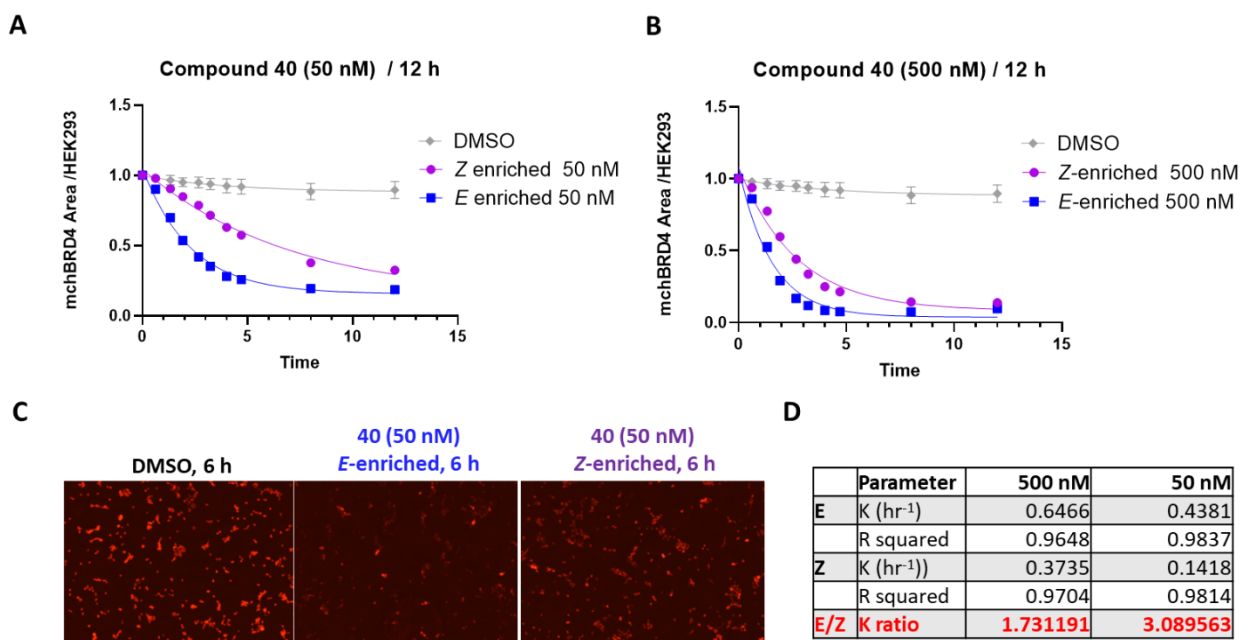 A
Compound 40 (50 nM) / 12 h
mchBRD4 Area /HEK293
1.5
1.0
0.5
0.0
0
5
10
15
Time
DMSO
Z enriched 50 nM
E enriched 50 nM
B
Compound 40 (500 nM) / 12 h
mchBRD4 Area /HEK293
1.5
1.0
0.5
0.0
0
5
10
15
Time
DMSO
Z-enriched 500 nM
E-enriched 500 nM
C
DMSO, 6 h
40 (50 nM)
E-enriched, 6 h
40 (50 nM)
Z-enriched, 6 h
D
Parameter 500 nM 50 nM
E K (hr⁻¹) 0.6466 0.4381
R squared 0.9648 0.9837
Z K (hr⁻¹)) 0.3735 0.1418
R squared 0.9704 0.9814
E/Z K ratio 1.731191 3.089563